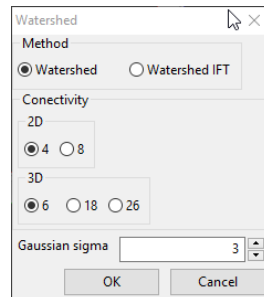 Watershed
Method
Watershed Watershed IFT
Conectivity
2D
4 8
3D
6 18 26
Gaussian sigma 3
OK Cancel